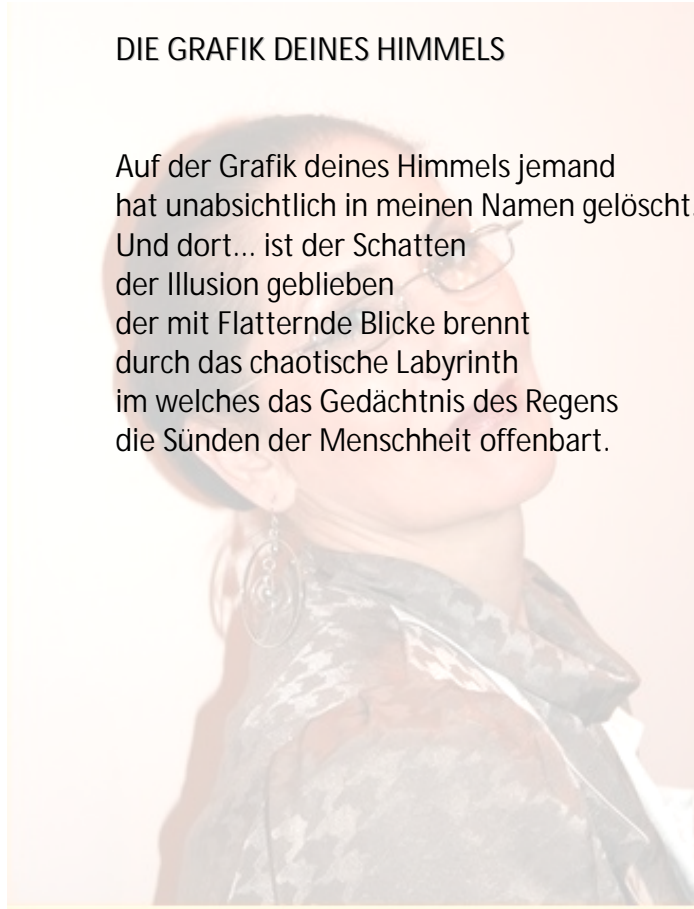 DIE GRAFIK DEINES HIMMELS
Auf der Grafik deines Himmels jemand
hat unabsichtlich in meinen Namen gelöscht.
Und dort... ist der Schatten
der Illusion geblieben
der mit Flatternde Blicke brennt
durch das chaotische Labyrinth
im welches das Gedächtnis des Regens
die Sünden der Menschheit offenbart.